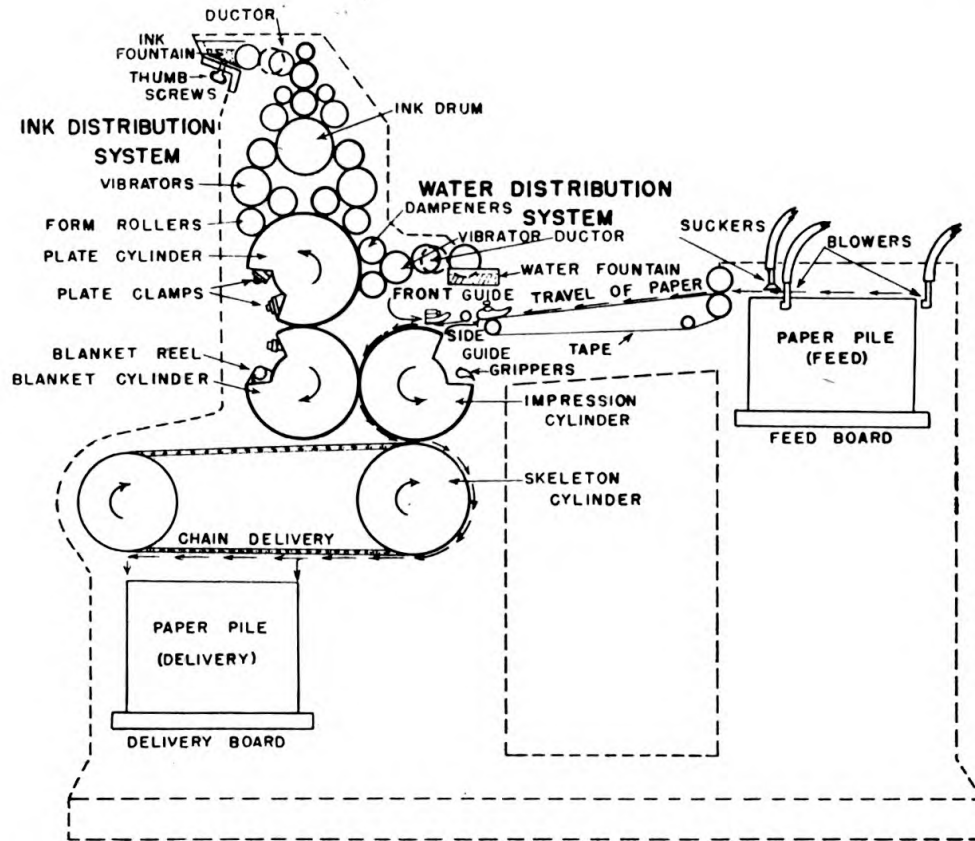 DUCTOR
INK
FOUNTAIN
THUMB
SCREWS
INK DRUM
INK DISTRIBUTION
SYSTEM
VIBRATORS
FORM ROLLERS
PLATE CYLINDER
PLATE CLAMPS
BLANKET REEL
BLANKET CYLINDER
WATER DISTRIBUTION
SYSTEM
DAMPENERS
VIBRATOR
DUCTOR
WATER FOUNTAIN
FRONT GUIDE
TRAVEL OF PAPER
SIDE
GUIDE
TAPE
GRIPPERS
IMPRESSION
CYLINDER
SKELETON
CYLINDER
SUCKERS
BLOWERS
PAPER PILE
(FEED)
FEED BOARD
CHAIN DELIVERY
PAPER PILE
(DELIVERY)
DELIVERY BOARD